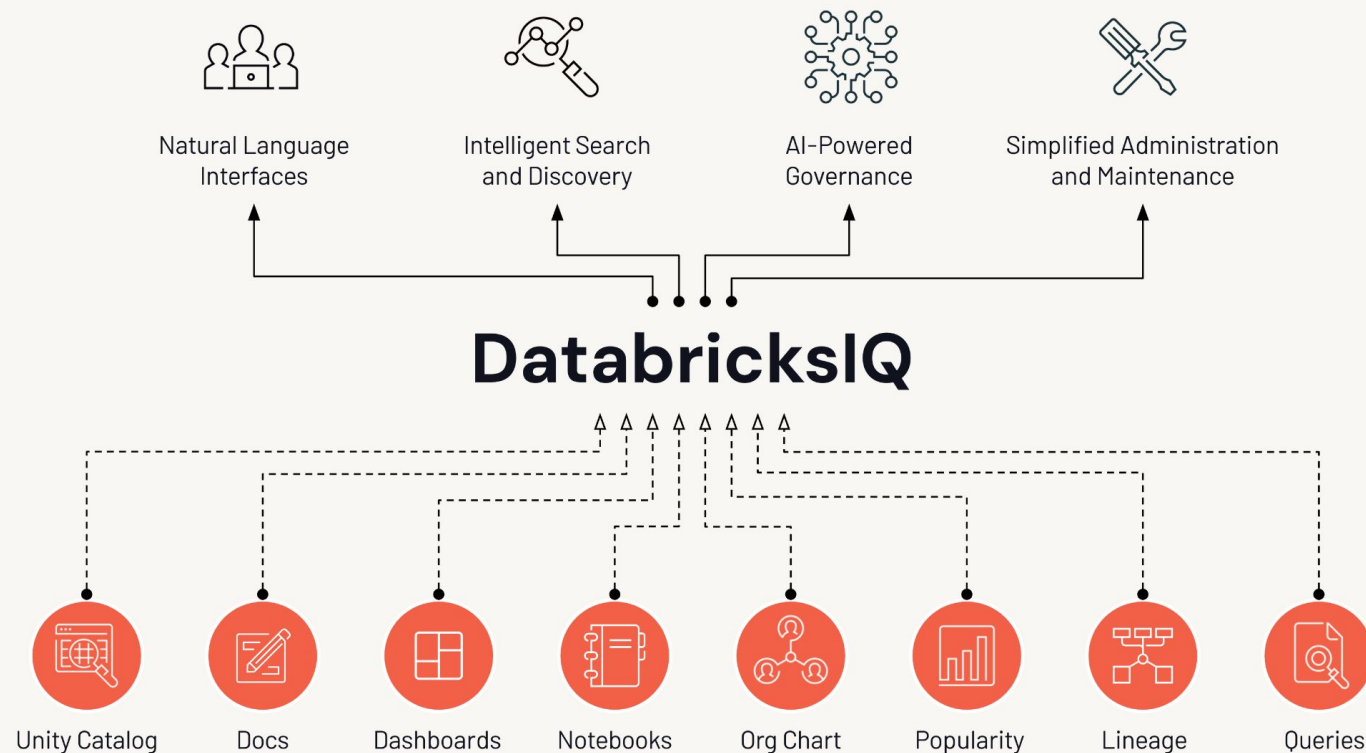 Natural Language
Interfaces
Intelligent Search
and Discovery
AI-Powered
Governance
Simplified Administration
and Maintenance
DatabricksIQ
Unity Catalog
Docs
Dashboards
Notebooks
Org Chart
Popularity
Lineage
Queries